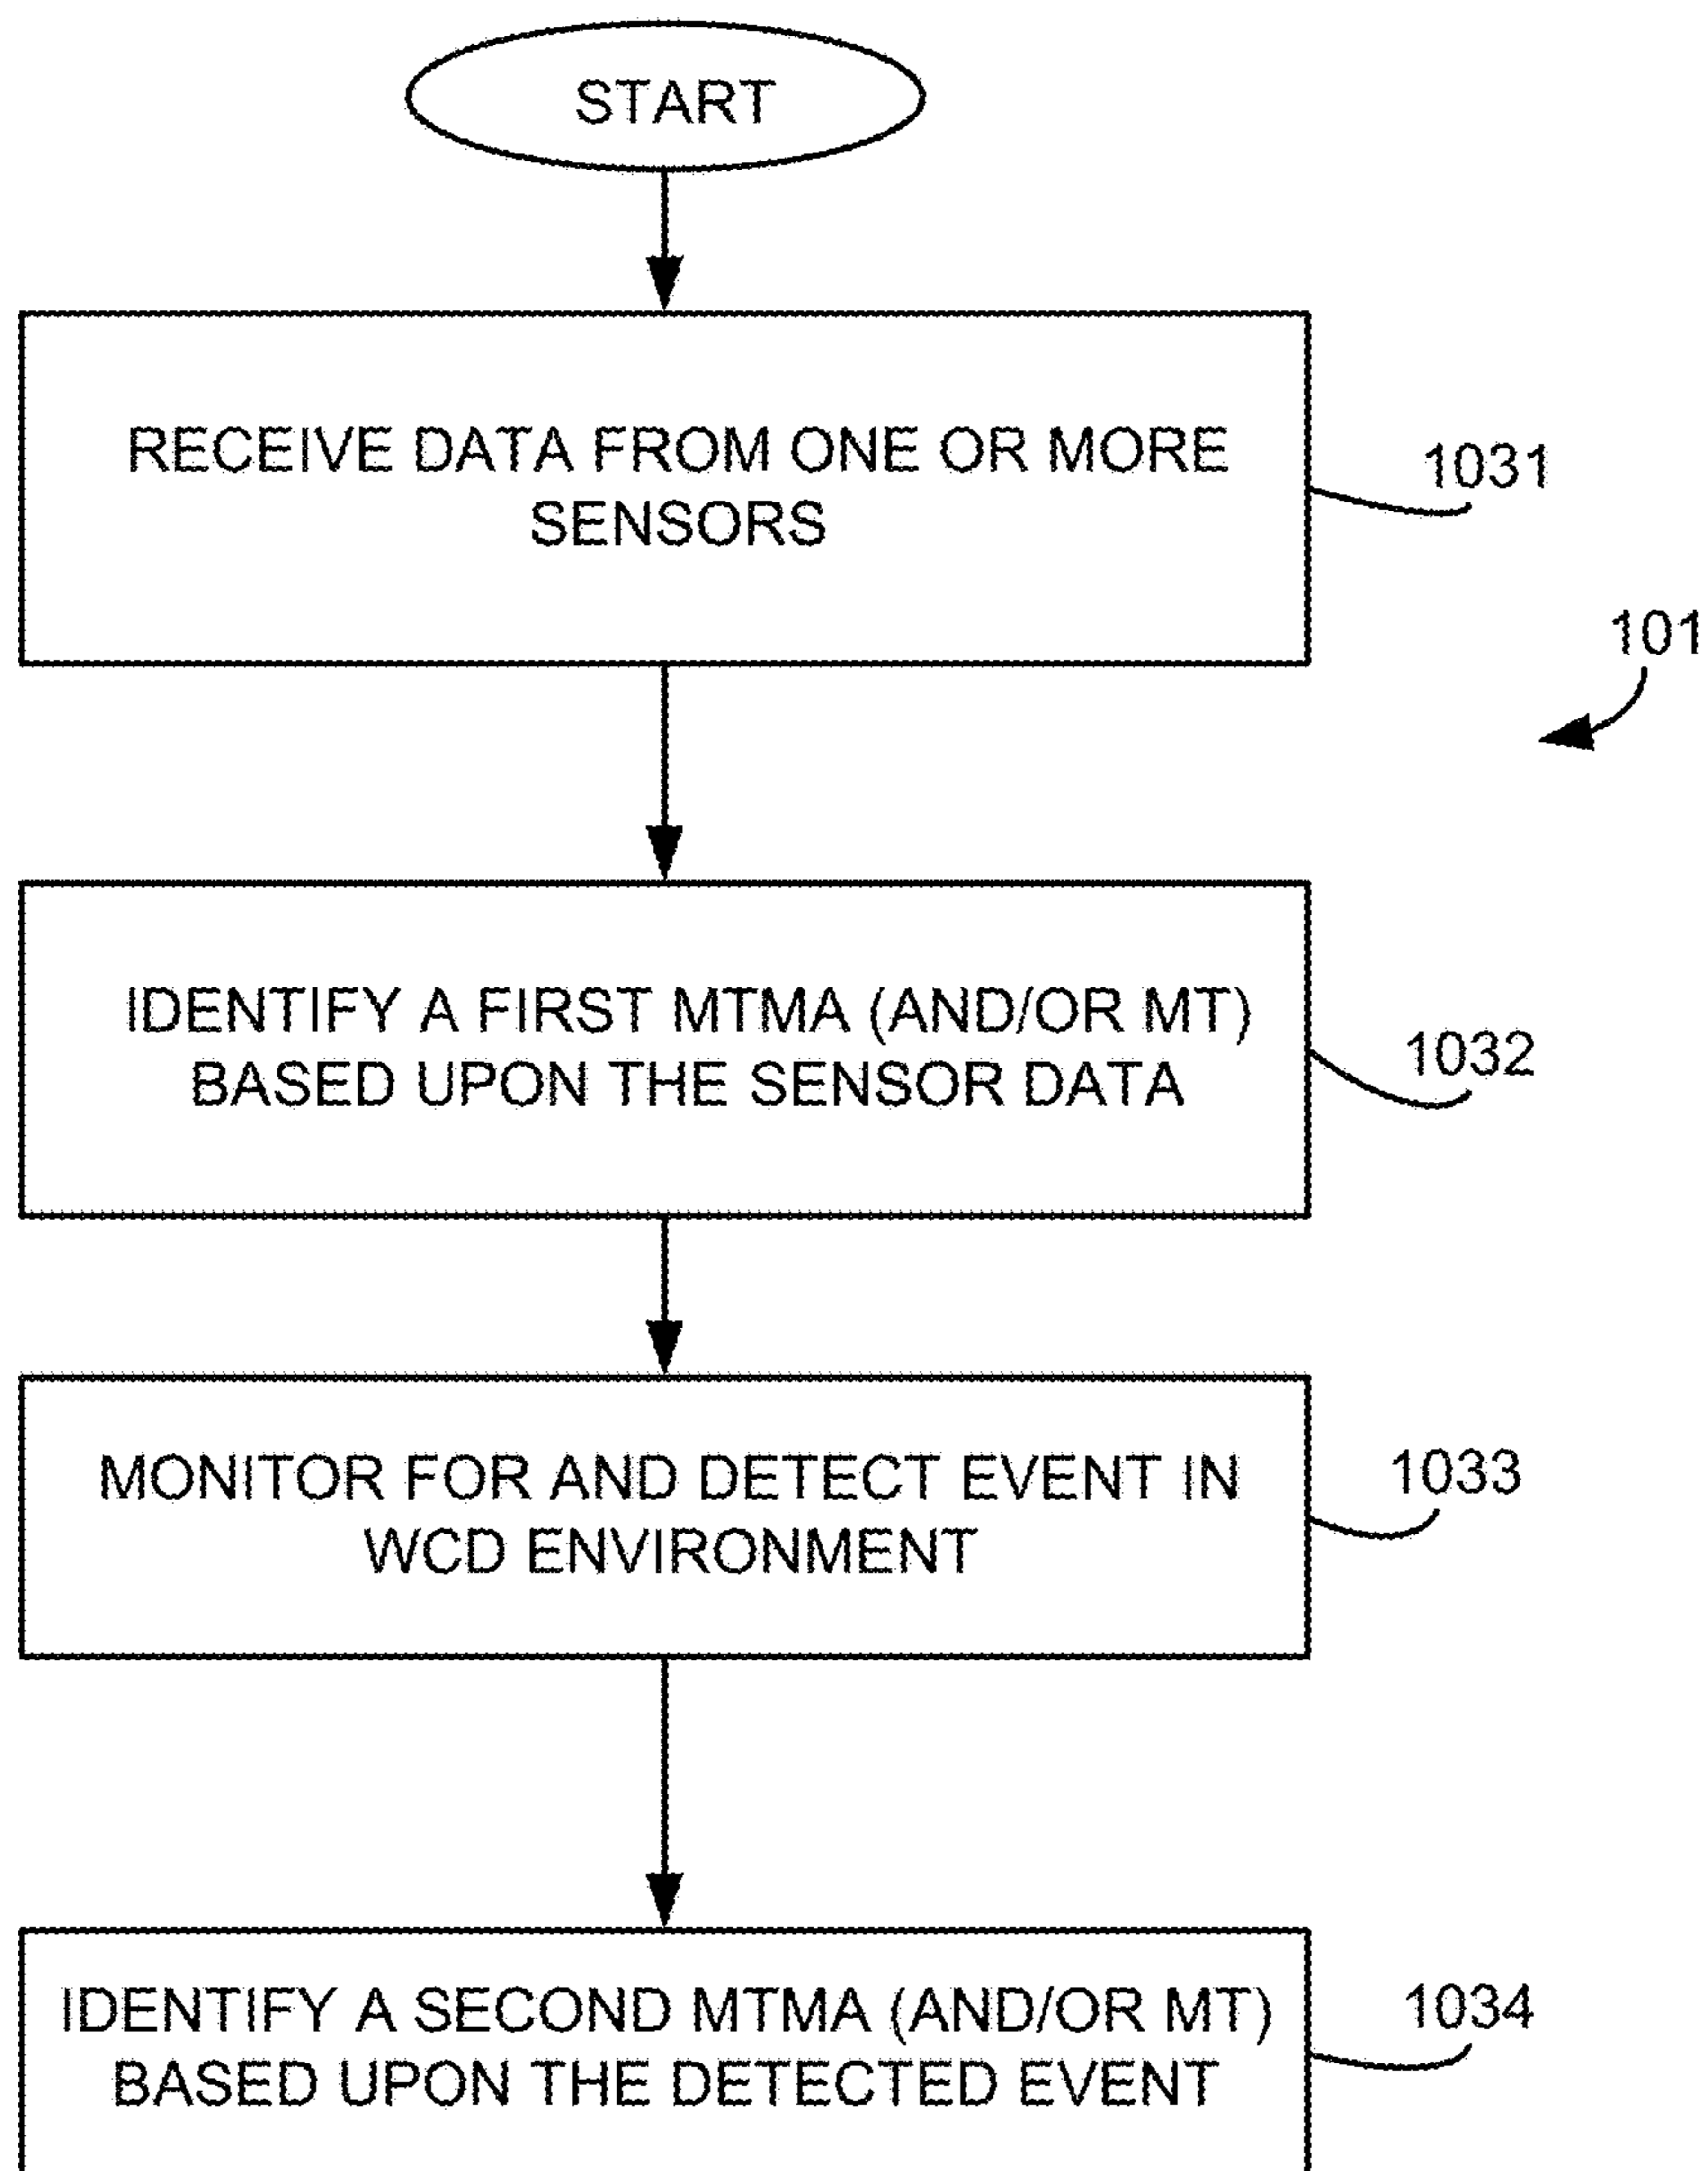 START
RECEIVE DATA FROM ONE OR MORE
SENSORS
1031
101
IDENTIFY A FIRST MTMA (AND/OR MT)
BASED UPON THE SENSOR DATA
1032
MONITOR FOR AND DETECT EVENT IN
WCD ENVIRONMENT
1033
IDENTIFY A SECOND MTMA (AND/OR MT)
BASED UPON THE DETECTED EVENT
1034